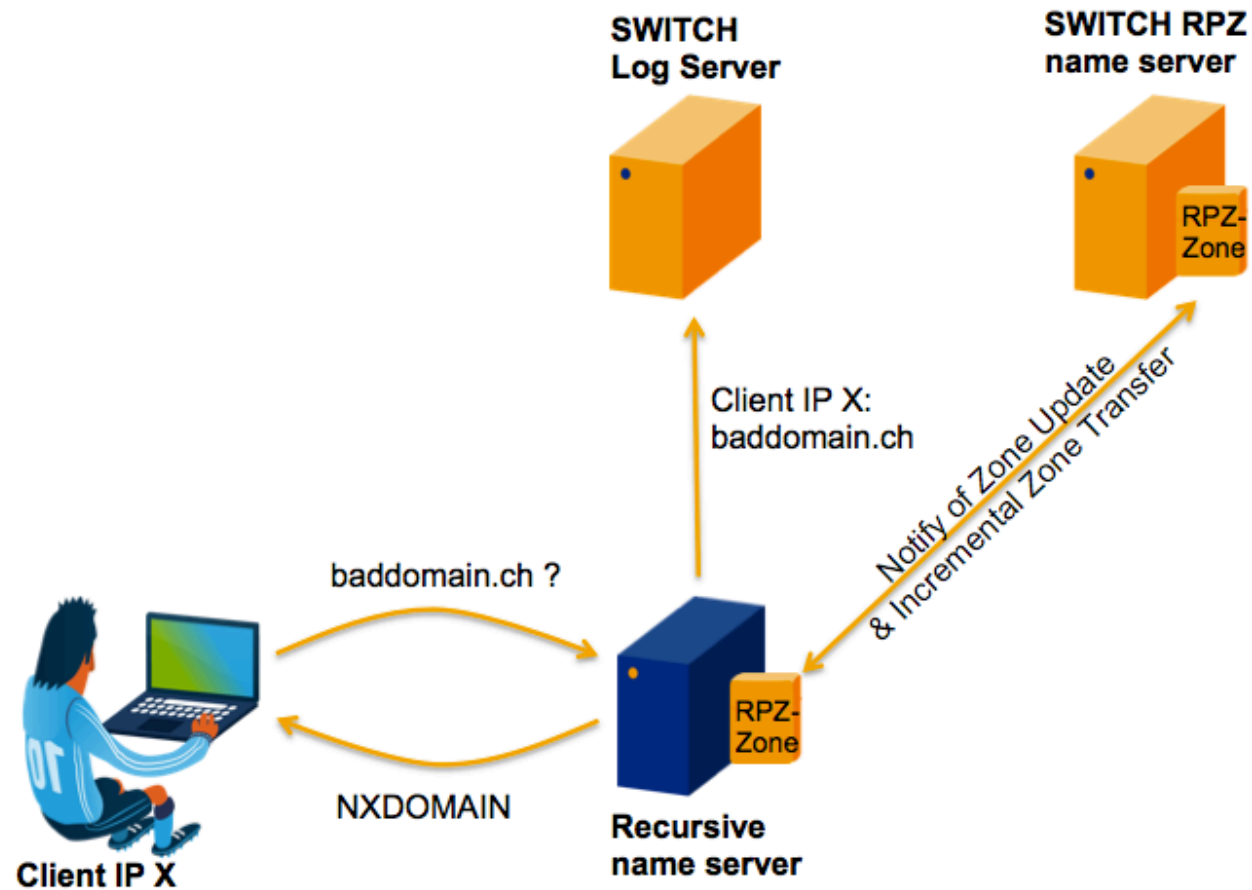 SWITCH
Log Server
SWITCH RPZ
name server
RPZ-
Zone
Client IP X:
baddomain.ch
Notify of Zone Update
& Incremental Zone Transfer
baddomain.ch ?
RPZ-
Zone
NXDOMAIN
Recursive
name server
Client IP X
10